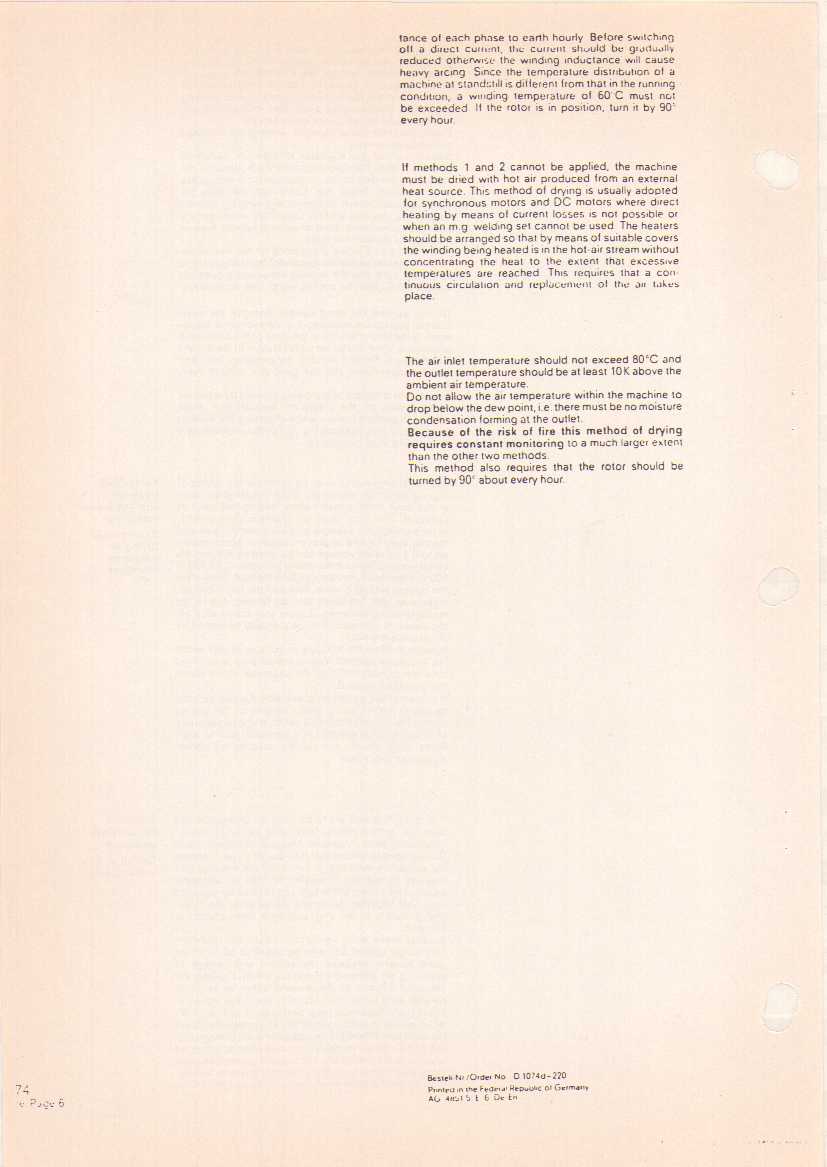 tance of each phase to earth hourly. Before switching
off a direct current, the current should be gradually
reduced otherwise the winding inductance will cause
heavy arcing. Since the temperature distribution of a
machine at standstill is different from that in the running
condition, a winding temperature of 60°C must not
be exceeded. If the rotor is in position, turn it by 90°
every hour.
If methods 1 and 2 cannot be applied, the machine
must be dried with hot air produced from an external
heat source. This method of drying is usually adopted
for synchronous motors and DC motors where direct
heating by means of current losses is not possible or
when an m.g. welding set cannot be used. The heaters
should be arranged so that by means of suitable covers
the winding being heated is in the hot-air stream without
concentrating the heat to the extent that excessive
temperatures are reached. This requires that a con-
tinuous circulation and replacement of the air takes
place.
The air inlet temperature should not exceed 80°C and
the outlet temperature should be at least 10K above the
ambient air temperature.
Do not allow the air temperature within the machine to
drop below the dew point, i.e. there must be no moisture
condensation forming at the outlet.
Because of the risk of fire this method of drying
requires constant monitoring to a much larger extent
than the other two methods.
This method also requires that the rotor should be
turned by 90° about every hour.
Bestell-Nr./Order No. D 1074d-220
Printed in the Federal Republic of Germany
AG 5 E 6 De-En
74
Page 6